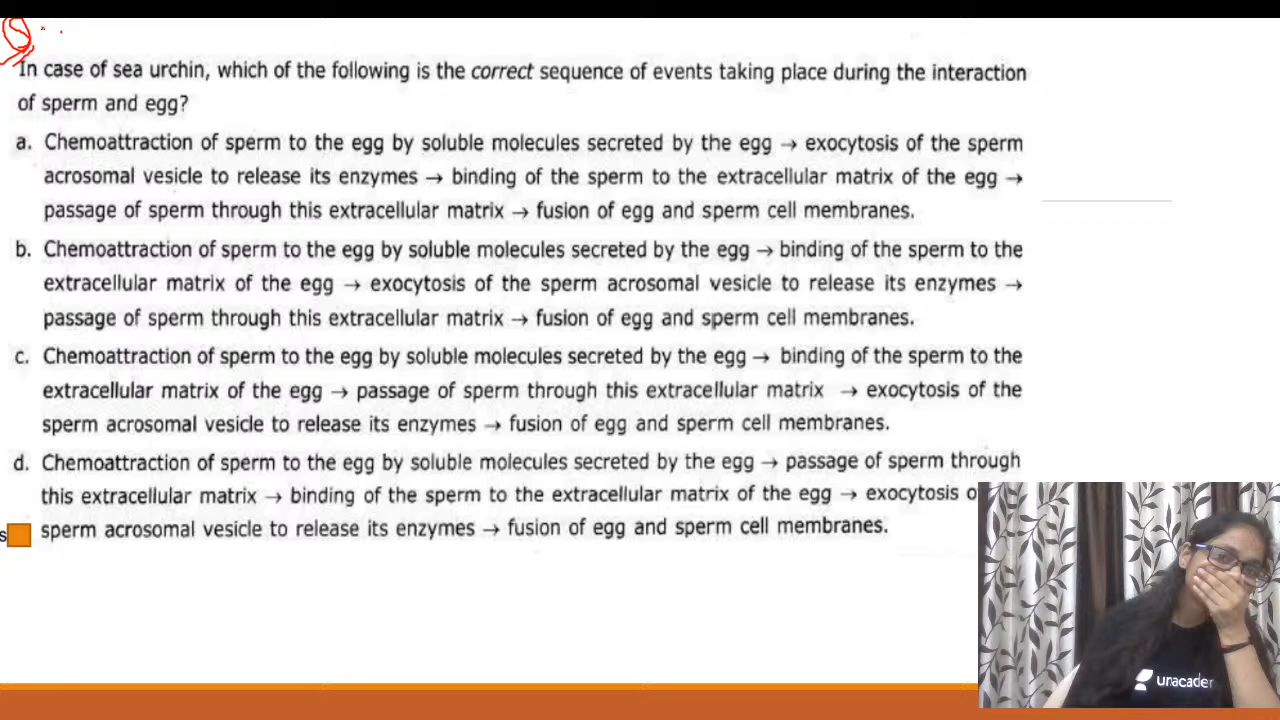 In case of sea urchin, which of the following is the correct sequence of events taking place during the interaction
of sperm and egg?
a. Chemoattraction of sperm to the egg by soluble molecules secreted by the egg → exocytosis of the sperm
acrosomal vesicle to release its enzymes → binding of the sperm to the extracellular matrix of the egg →
passage of sperm through this extracellular matrix → fusion of egg and sperm cell membranes.
b. Chemoattraction of sperm to the egg by soluble molecules secreted by the egg → binding of the sperm to the
extracellular matrix of the egg → exocytosis of the sperm acrosomal vesicle to release its enzymes →
passage of sperm through this extracellular matrix → fusion of egg and sperm cell membranes.
c. Chemoattraction of sperm to the egg by soluble molecules secreted by the egg → binding of the sperm to the
extracellular matrix of the egg → passage of sperm through this extracellular matrix → exocytosis of the
sperm acrosomal vesicle to release its enzymes → fusion of egg and sperm cell membranes.
d. Chemoattraction of sperm to the egg by soluble molecules secreted by the egg → passage of sperm through
this extracellular matrix → binding of the sperm to the extracellular matrix of the egg → exocytosis o
s sperm acrosomal vesicle to release its enzymes → fusion of egg and sperm cell membranes.